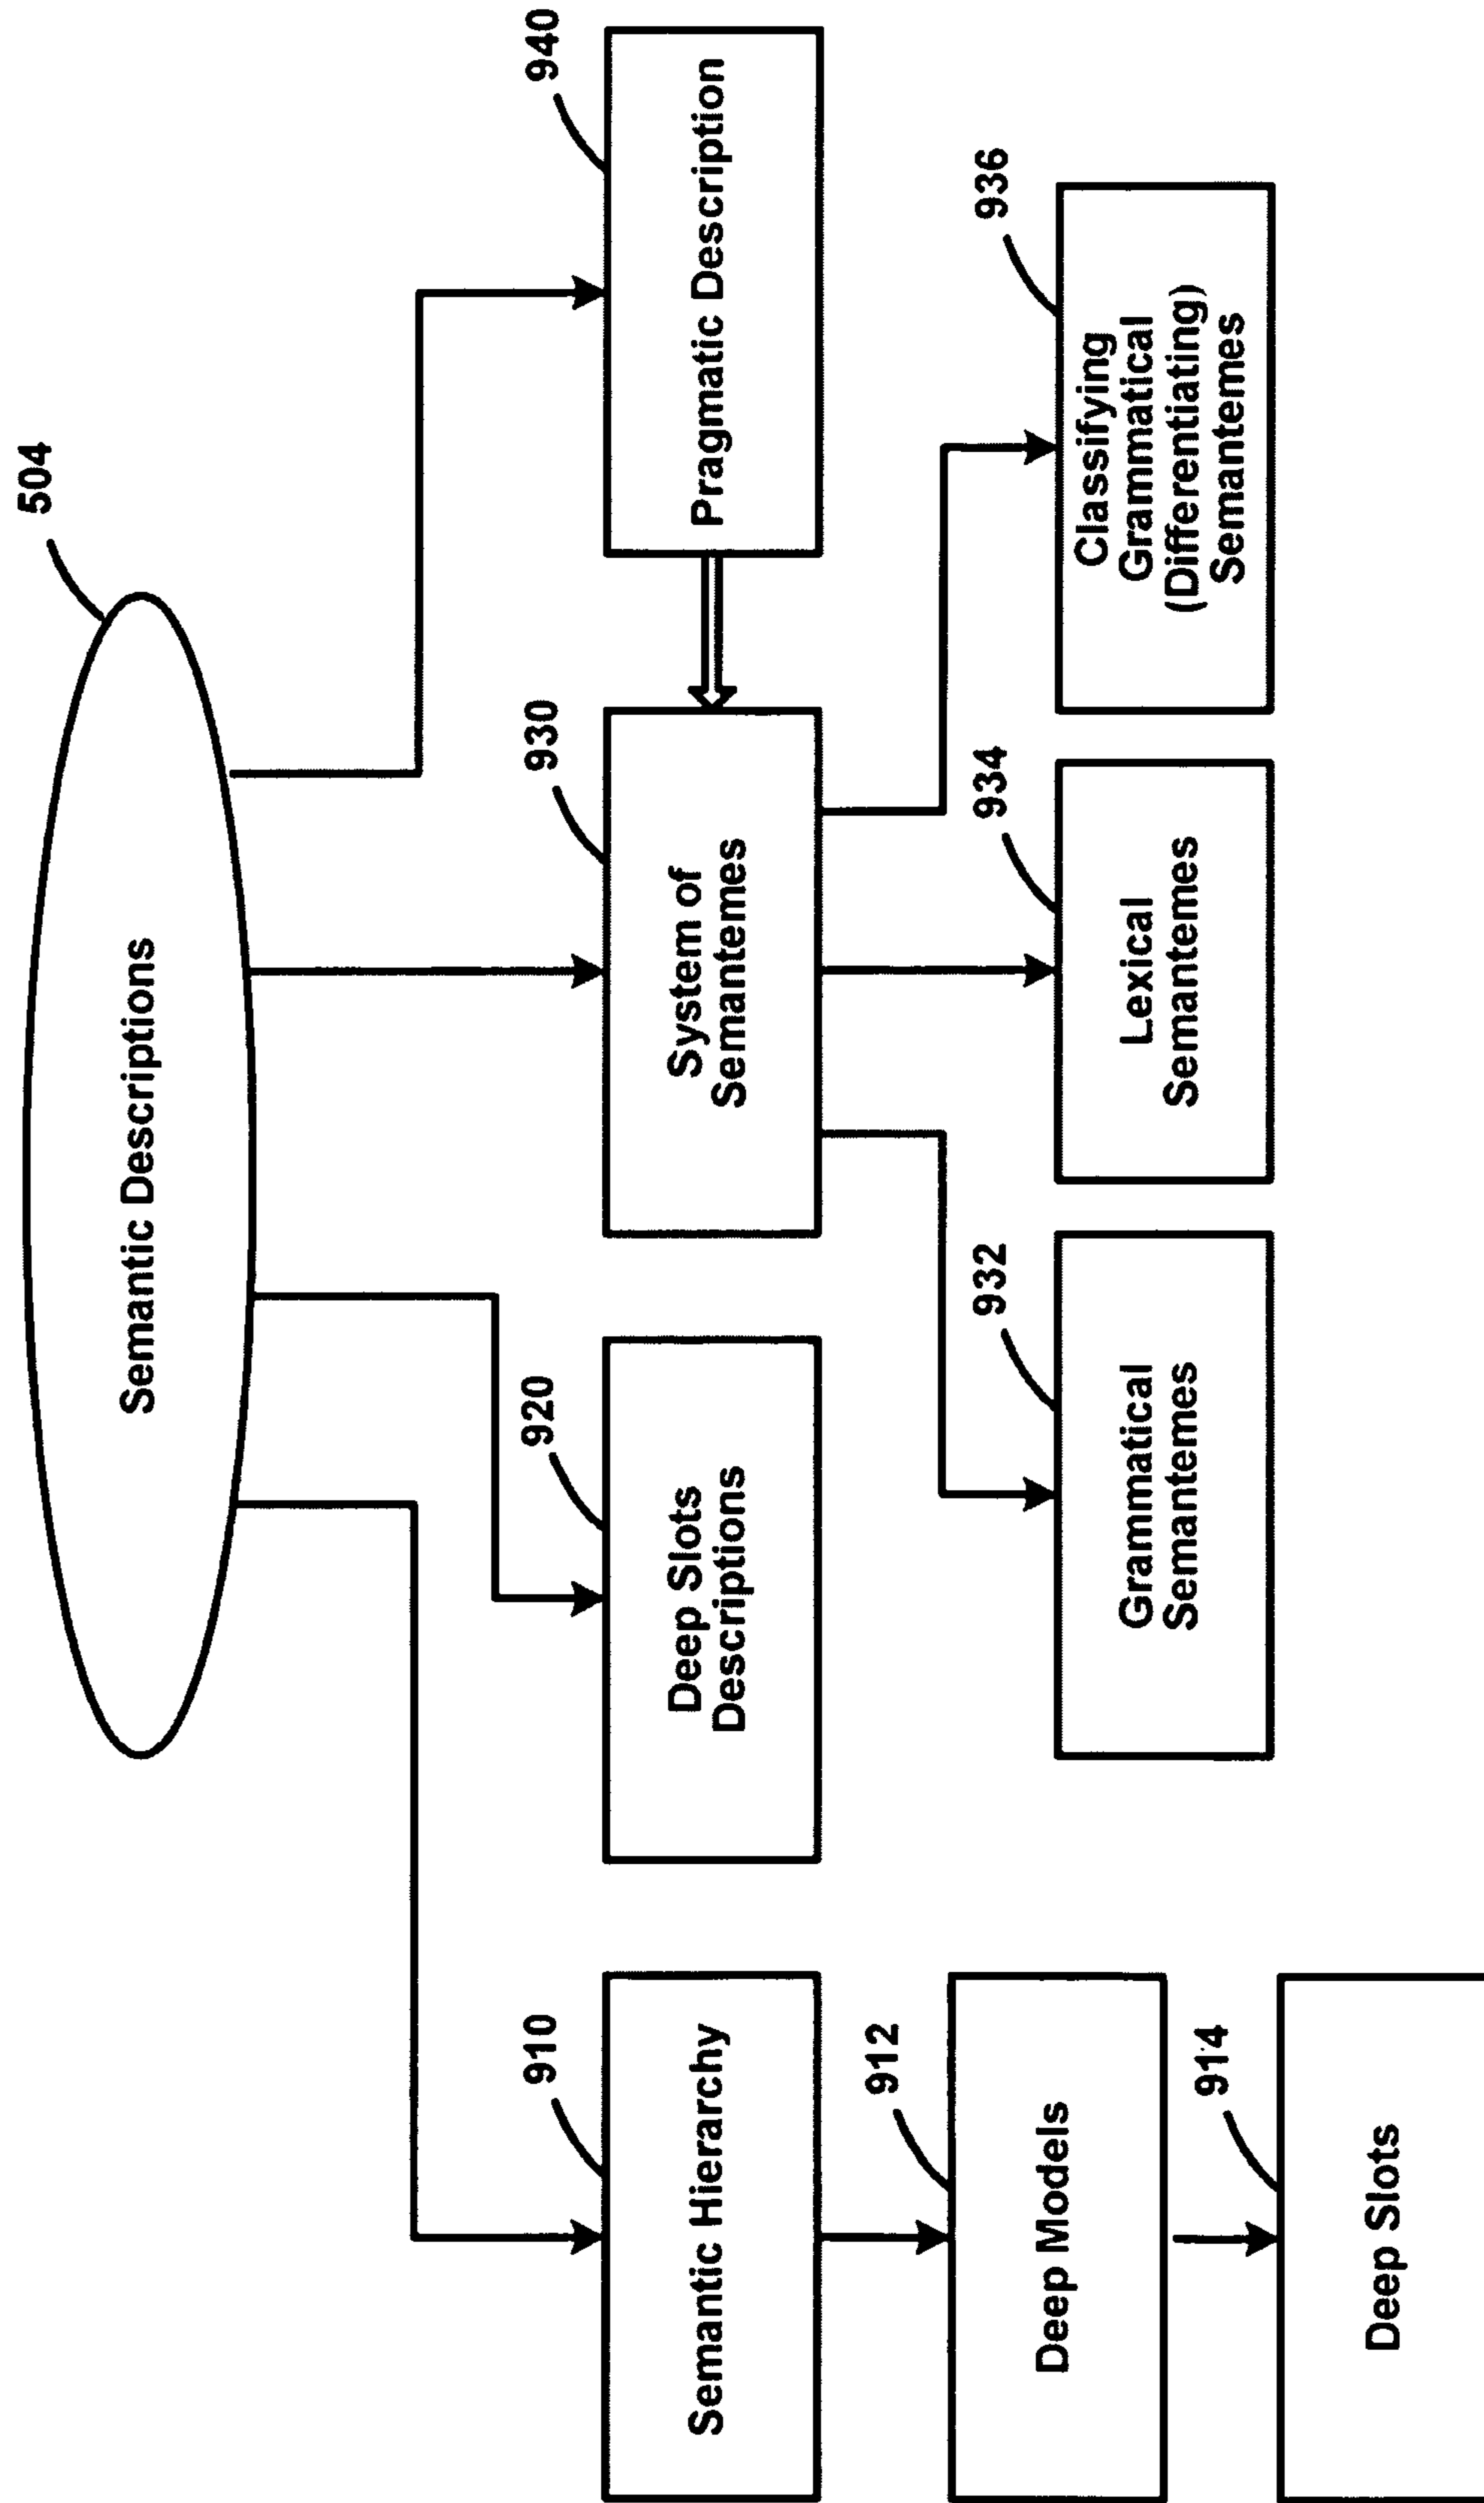 504
Semantic Descriptions
910
920
930
940
Semantic Hierarchy
Deep Slots
Descriptions
System of
Semantemes
Pragmatic Description
912
932
934
936
Deep Models
Grammatical
Semantemes
Lexical
Semantemes
Classifying
Grammatical
(Differentiating)
Semantemes
914
Deep Slots